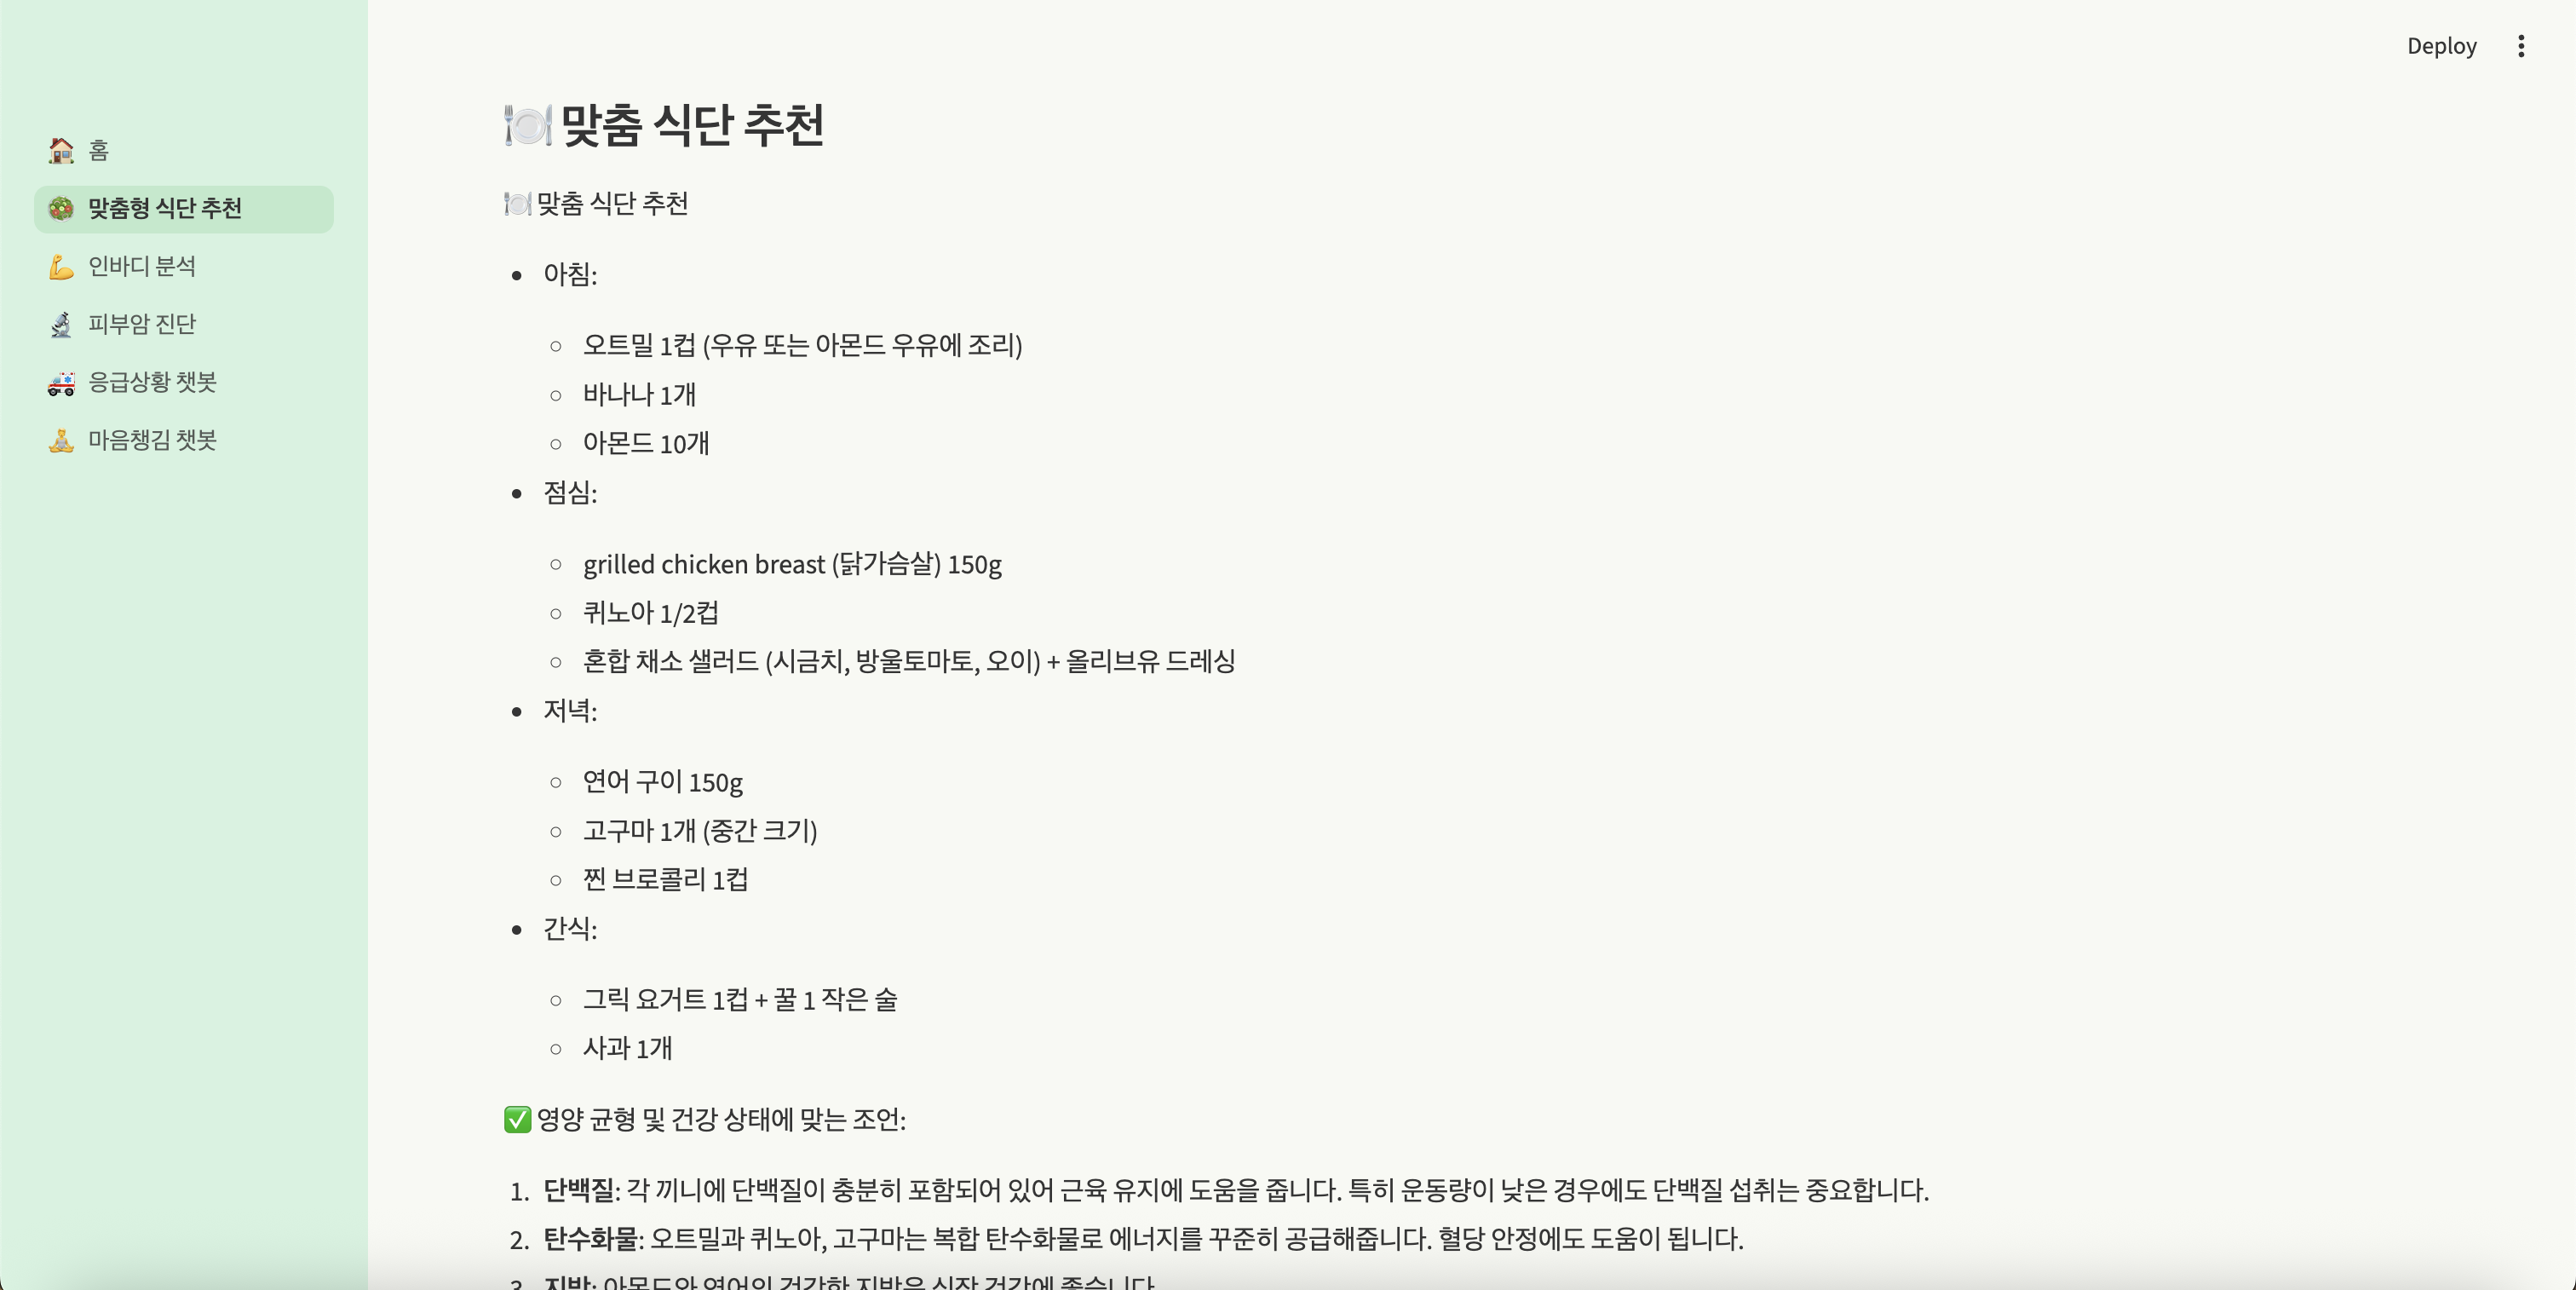 Deploy
홈
맞춤형 식단 추천
인바디 분석
피부암 진단
응급상황 챗봇
마음챙김 챗봇
맞춤 식단 추천
맞춤 식단 추천
아침:
오트밀 1컵 (우유 또는 아몬드 우유에 조리)
바나나 1개
아몬드 10개
점심:
grilled chicken breast (닭가슴살) 150g
퀴노아 1/2컵
혼합 채소 샐러드 (시금치, 방울토마토, 오이) + 올리브유 드레싱
저녁:
연어 구이 150g
고구마 1개 (중간 크기)
찐 브로콜리 1컵
간식:
그릭 요거트 1컵 + 꿀 1 작은 술
사과 1개
영양 균형 및 건강 상태에 맞는 조언:
1. 단백질: 각 끼니에 단백질이 충분히 포함되어 있어 근육 유지에 도움을 줍니다. 특히 운동량이 낮은 경우에도 단백질 섭취는 중요합니다.
2. 탄수화물: 오트밀과 퀴노아, 고구마는 복합 탄수화물로 에너지를 꾸준히 공급해줍니다. 혈당 안정에도 도움이 됩니다.
3. 지방: 아몬드와 연어의 건강한 지방은 심장 건강에 좋습니다.